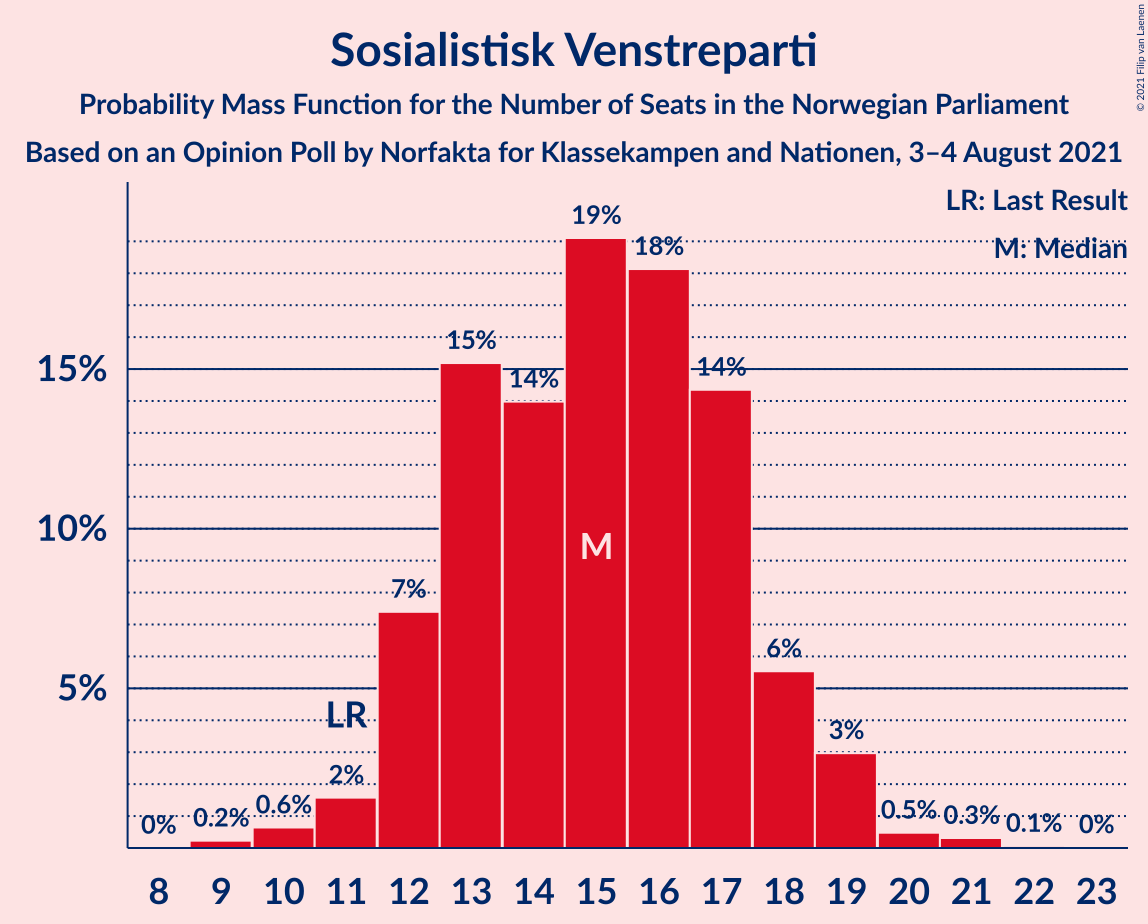 Sosialistisk Venstreparti
Probability Mass Function for the Number of Seats in the Norwegian Parliament
Based on an Opinion Poll by Norfakta for Klassekampen and Nationen, 3–4 August 2021
© 2021 Filip van Laenen
LR: Last Result
M: Median
19%
18%
15%
14%
14%
15%
10%
5%
M
7%
6%
LR
3%
2%
0%
0.2%
0.6%
0.5%
0.3%
0.1%
0%
8 9 10 11 12 13 14 15 16 17 18 19 20 21 22 23